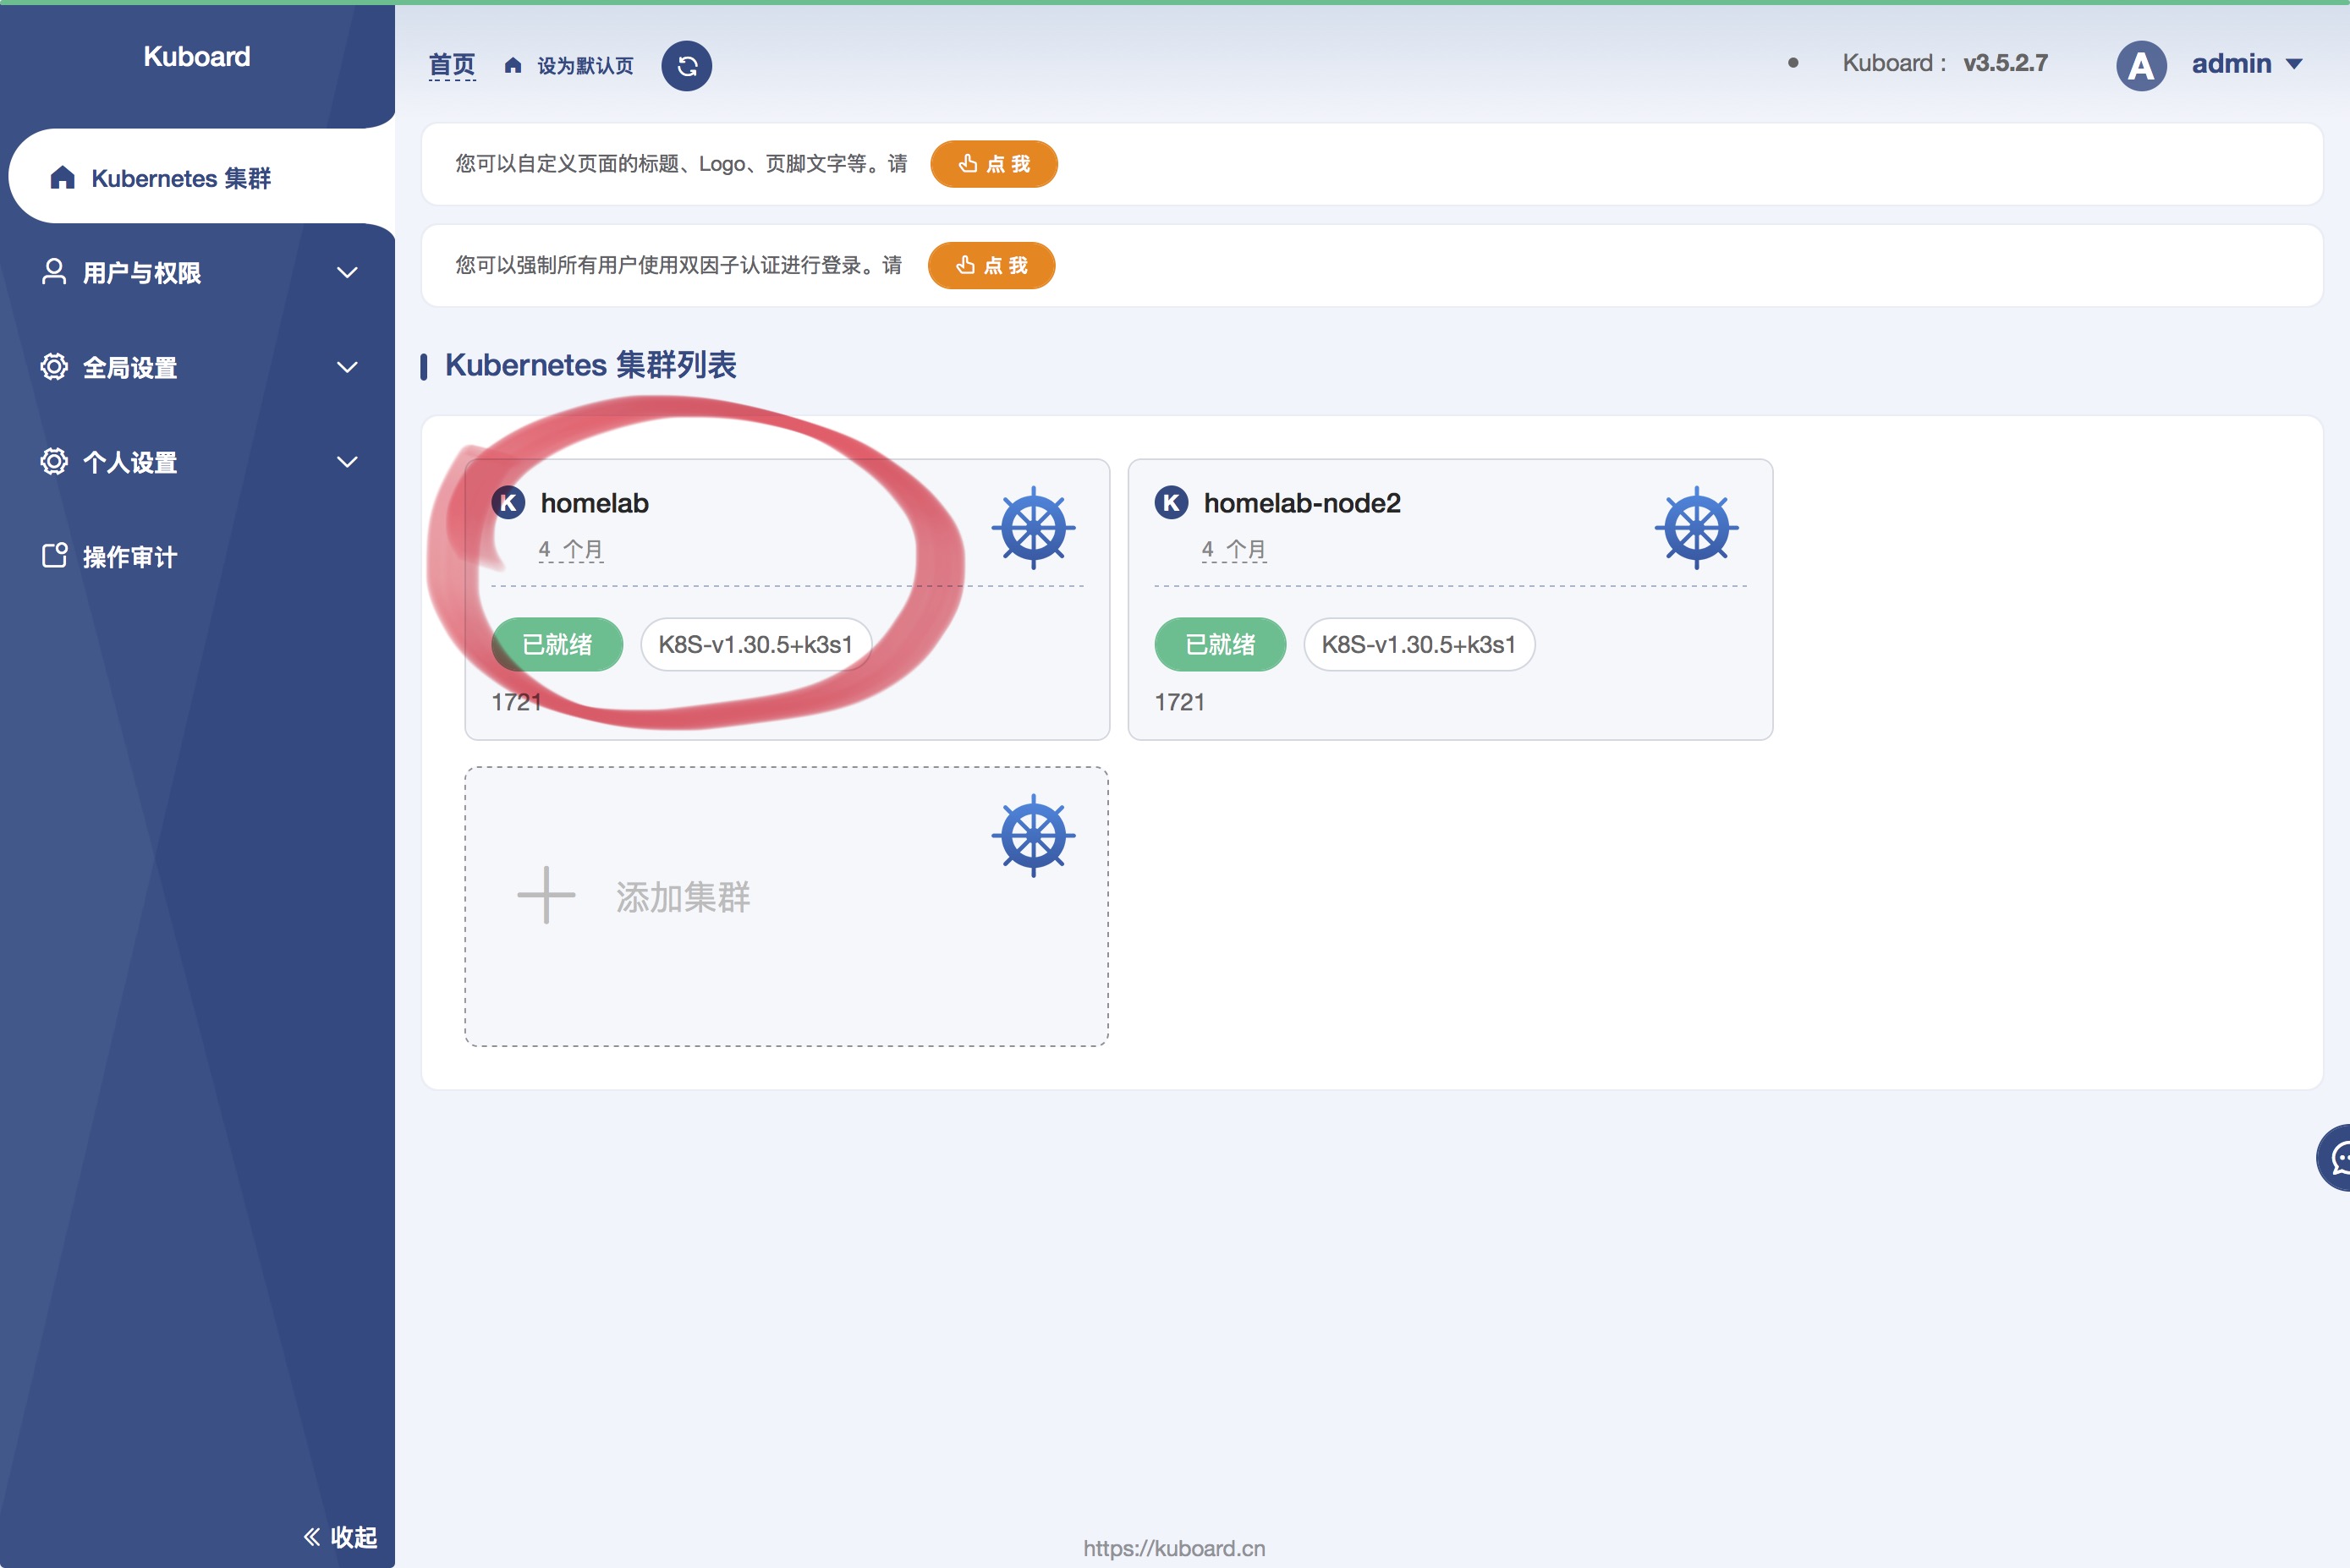 Kuboard
Kubernetes 集群
用户与权限
全局设置
个人设置
操作审计
收起
首页 设为默认页
Kuboard : v3.5.2.7
A admin
您可以自定义页面的标题、Logo、页脚文字等。请 点 我
您可以强制所有用户使用双因子认证进行登录。请 点 我
Kubernetes 集群列表
K homelab
4 个月
已就绪 K8S-v1.30.5+k3s1
1721
K homelab-node2
4 个月
已就绪 K8S-v1.30.5+k3s1
1721
添加集群
https://kuboard.cn